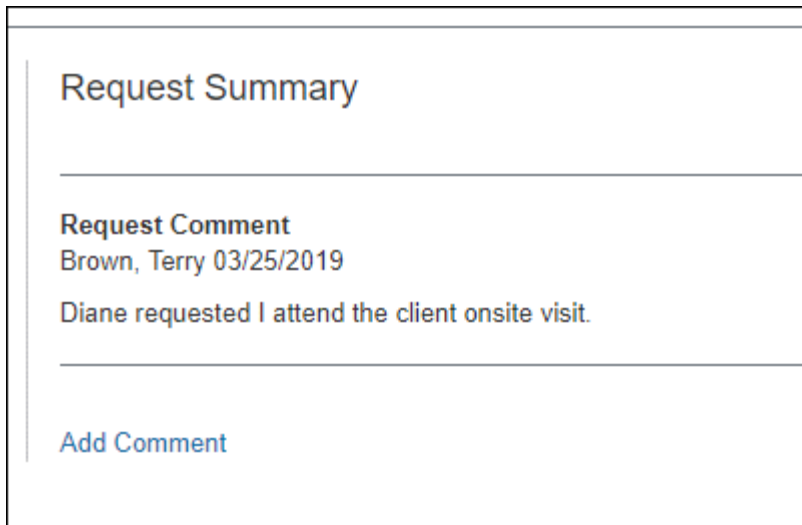 Request Summary
Request Comment
Brown, Terry 03/25/2019
Diane requested I attend the client onsite visit.
Add Comment